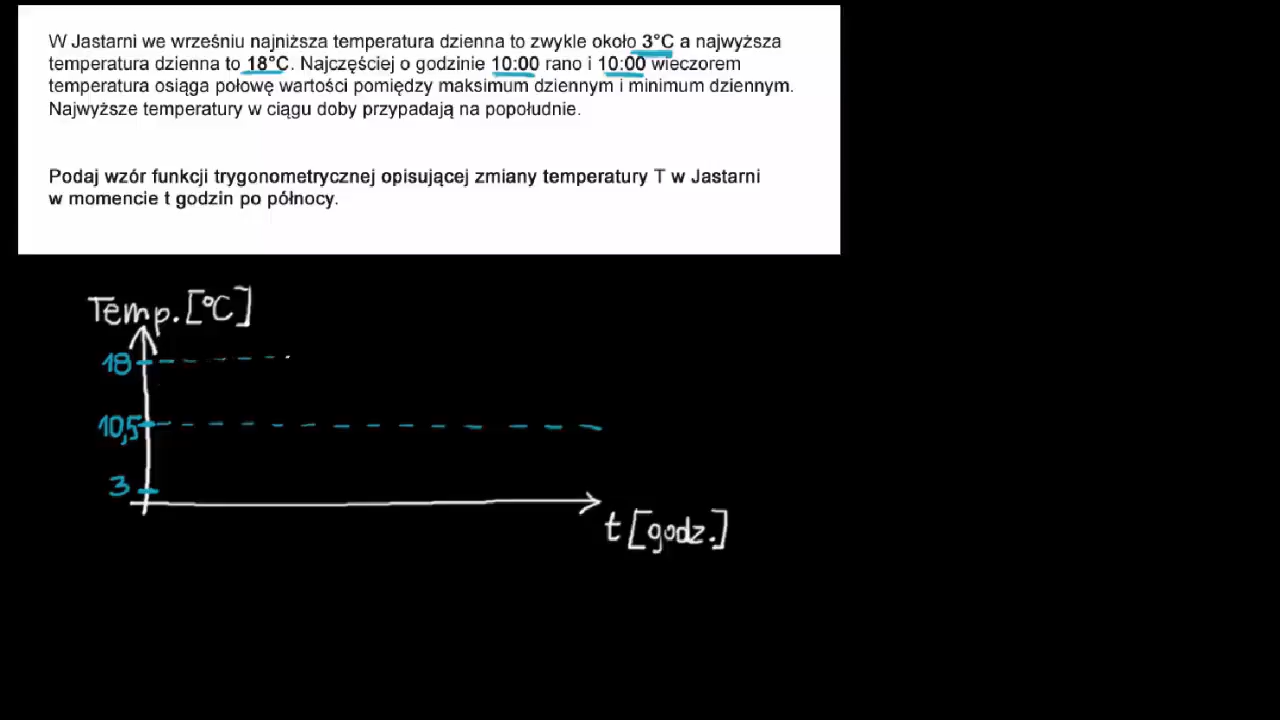 W Jastarni we wrześniu najniższa temperatura dzienna to zwykle około 3°C a najwyższa
temperatura dzienna to 18°C. Najczęściej o godzinie 10:00 rano i 10:00 wieczorem
temperatura osiąga połowę wartości pomiędzy maksimum dziennym i minimum dziennym.
Najwyższe temperatury w ciągu doby przypadają na popołudnie.
Podaj wzór funkcji trygonometrycznej opisującej zmiany temperatury T w Jastarni
w momencie t godzin po północy.
Temp. [°C]
18
10,5
3
t [godz.]